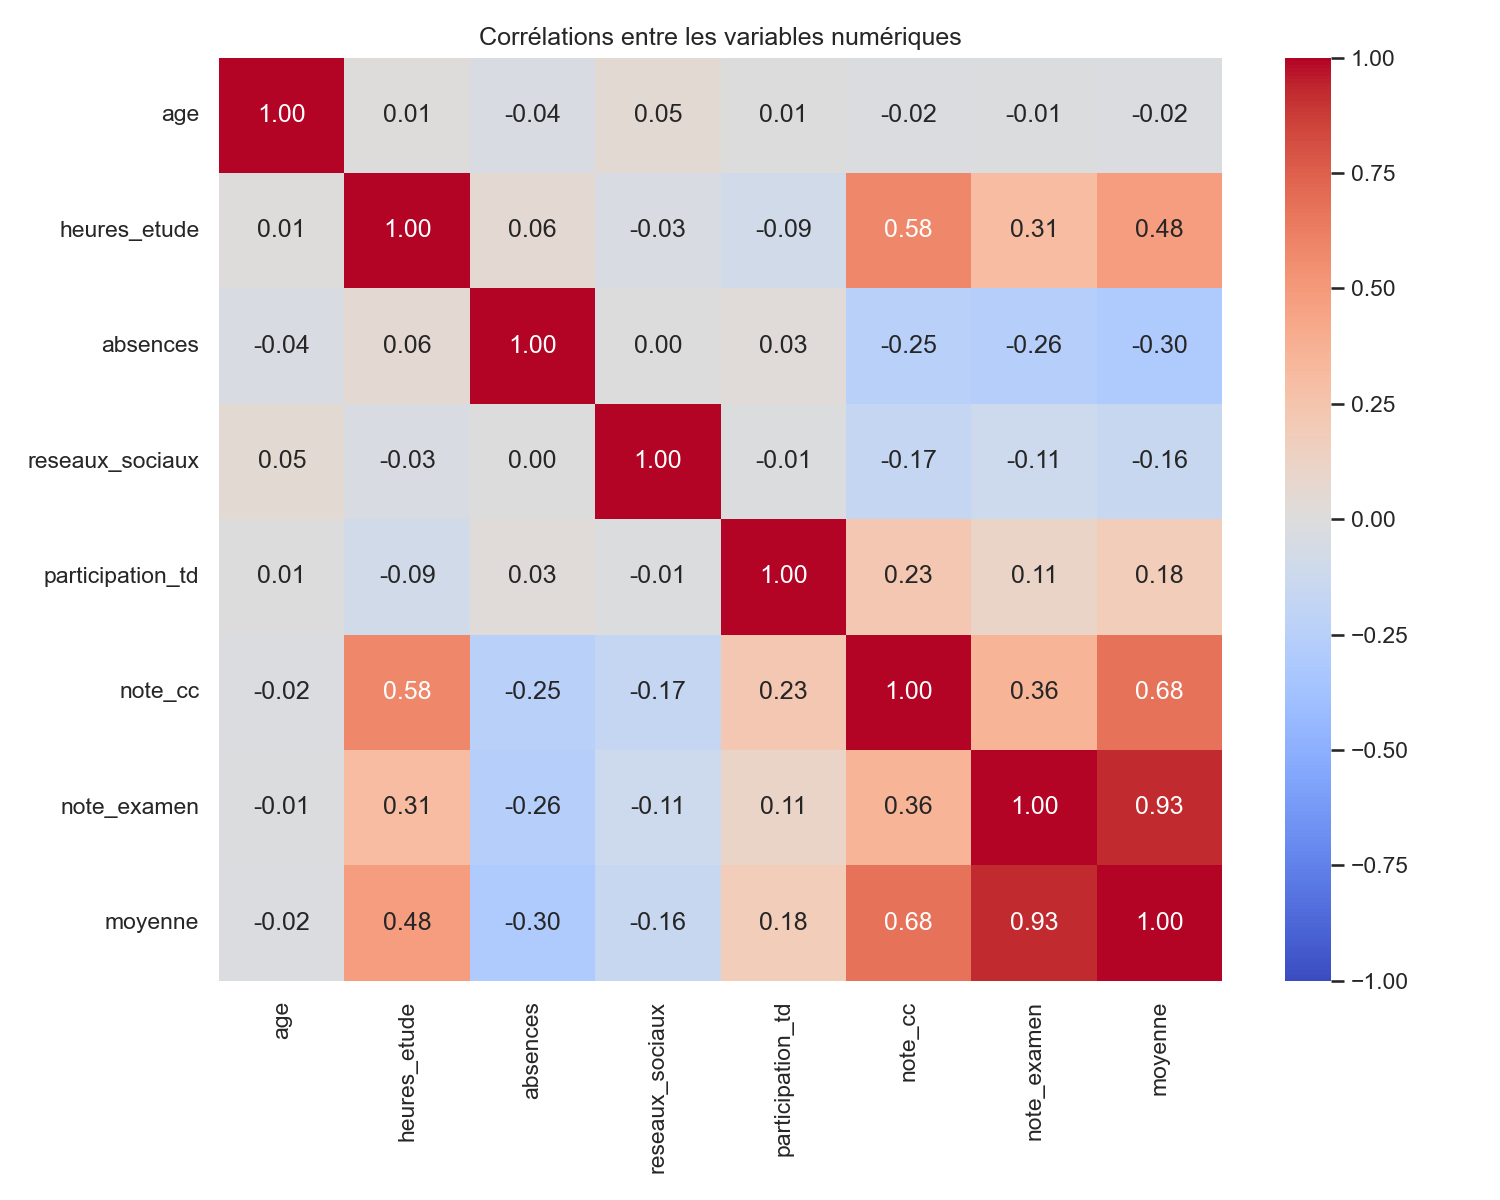 Corrélations entre les variables numériques
age 1.00 0.01 -0.04 0.05 0.01 -0.02 -0.01 -0.02
heures_etude 0.01 1.00 0.06 -0.03 -0.09 0.58 0.31 0.48
absences -0.04 0.06 1.00 0.00 0.03 -0.25 -0.26 -0.30
reseaux_sociaux 0.05 -0.03 0.00 1.00 -0.01 -0.17 -0.11 -0.16
participation_td 0.01 -0.09 0.03 -0.01 1.00 0.23 0.11 0.18
note_cc -0.02 0.58 -0.25 -0.17 0.23 1.00 0.36 0.68
note_examen -0.01 0.31 -0.26 -0.11 0.11 0.36 1.00 0.93
moyenne -0.02 0.48 -0.30 -0.16 0.18 0.68 0.93 1.00
age
heures_etude
absences
reseaux_sociaux
participation_td
note_cc
note_examen
moyenne
1.00
0.75
0.50
0.25
0.00
−0.25
−0.50
−0.75
−1.00